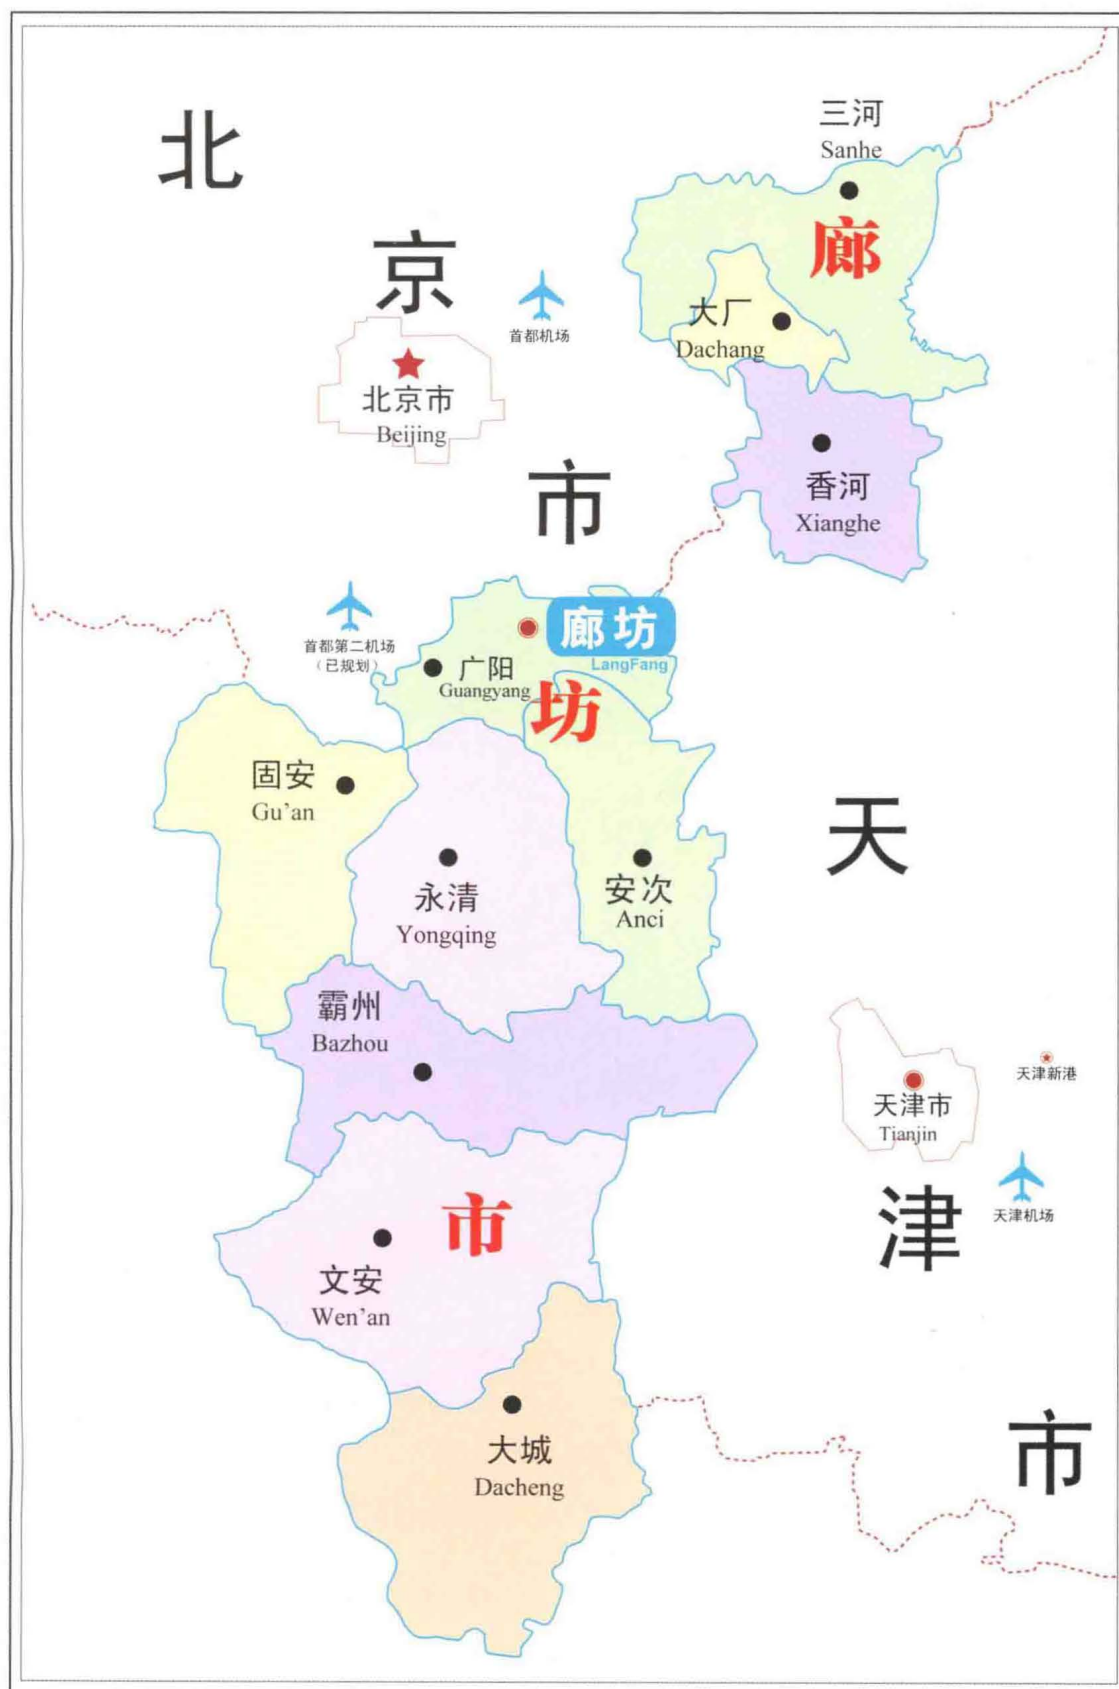 北
京
市
三河
Sanhe
廊
大厂
Dachang
首都机场
北京市
Beijing
香河
Xianghe
首都第二机场
（已规划）
廊坊
LangFang
广阳
Guangyang
坊
固安
Gu’an
天
永清
Yongqing
安次
Anci
霸州
Bazhou
天津新港
天津市
Tianjin
津
天津机场
市
文安
Wen’an
市
大城
Dacheng